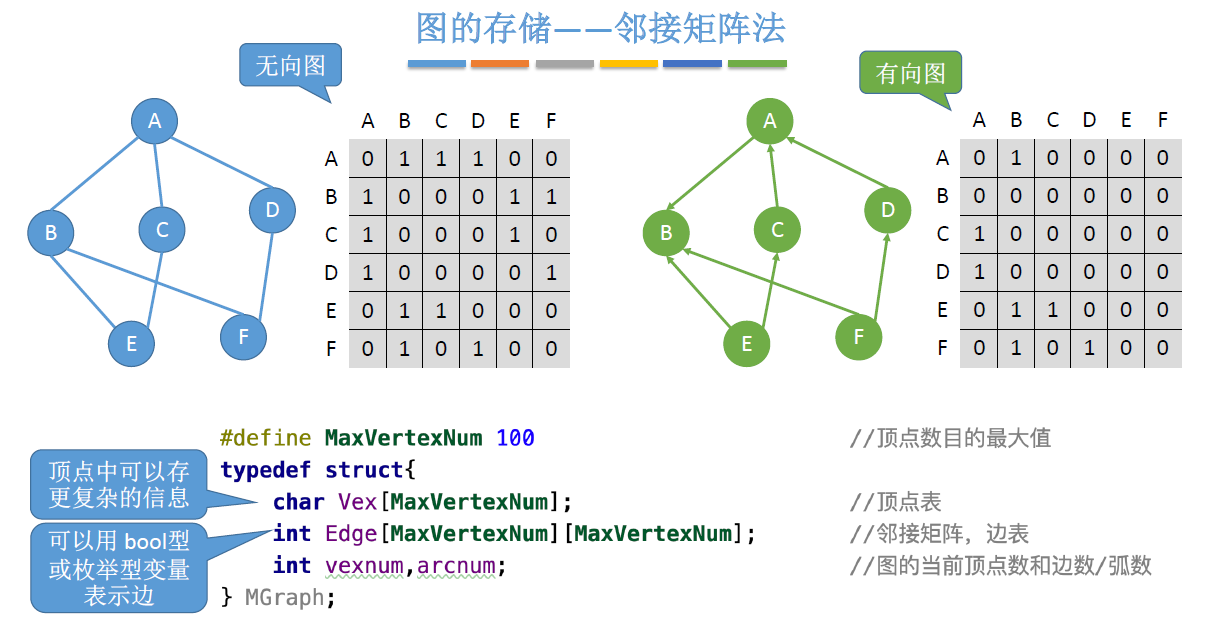 图的存储——邻接矩阵法
无向图
A
B
C
D
E
F
A B C D E F
A 0 1 1 1 0 0
B 1 0 0 0 1 1
C 1 0 0 0 1 0
D 1 0 0 0 0 1
E 0 1 1 0 0 0
F 0 1 0 1 0 0
有向图
A
B
C
D
E
F
A B C D E F
A 0 1 0 0 0 0
B 0 0 0 0 0 0
C 1 0 0 0 0 0
D 1 0 0 0 0 0
E 0 1 1 0 0 0
F 0 1 0 1 0 0
#define MaxVertexNum 100 //顶点数目的最大值
typedef struct{
char Vex[MaxVertexNum]; //顶点表
int Edge[MaxVertexNum][MaxVertexNum]; //邻接矩阵，边表
int vexnum,arcnum; //图的当前顶点数和边数/弧数
} MGraph;
顶点中可以存
更复杂的信息
可以用 bool型
或枚举型变量
表示边